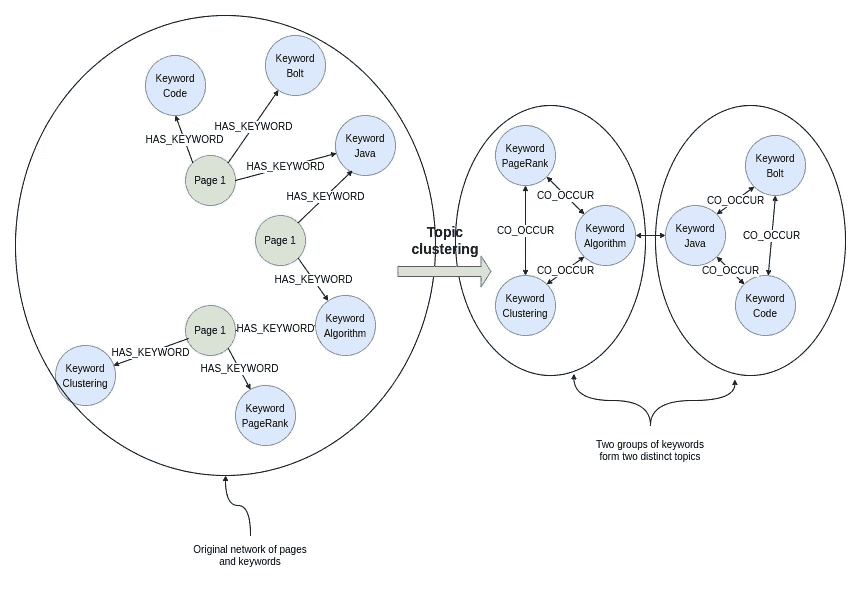 Keyword
Code
Keyword
Bolt
HAS_KEYWORD
HAS_KEYWORD
Keyword
Java
HAS_KEYWORD
Page 1
HAS_KEYWORD
Page 1
HAS_KEYWORD
Page 1
HAS_KEYWORD
Keyword
Algorithm
HAS_KEYWORD
HAS_KEYWORD
Keyword
Clustering
Keyword
PageRank
Original network of pages
and keywords
Topic
clustering
Keyword
PageRank
CO_OCCUR
CO_OCCUR
Keyword
Algorithm
CO_OCCUR
Keyword
Clustering
Keyword
Bolt
CO_OCCUR
Keyword
Java
CO_OCCUR
CO_OCCUR
Keyword
Code
Two groups of keywords
form two distinct topics